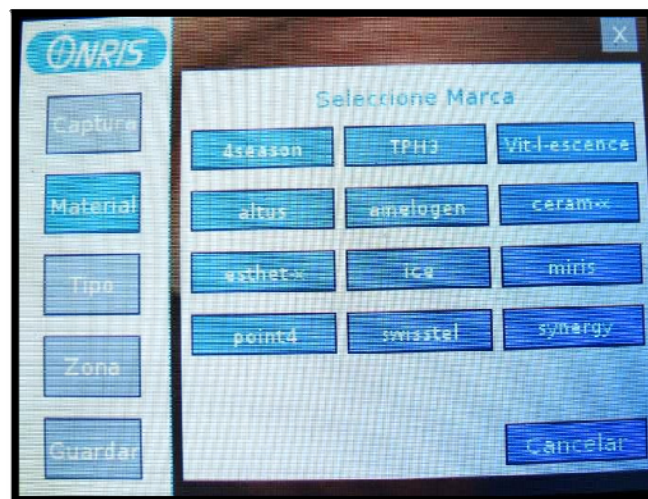 ONRIS
X
Captura
Material
Tipo
Zona
Guardar
Seleccione Marca
4season TPH3 Vit-l-escence
altus amelogen ceram-x
esthet-x ice miris
point4 swisstel synergy
Cancelar